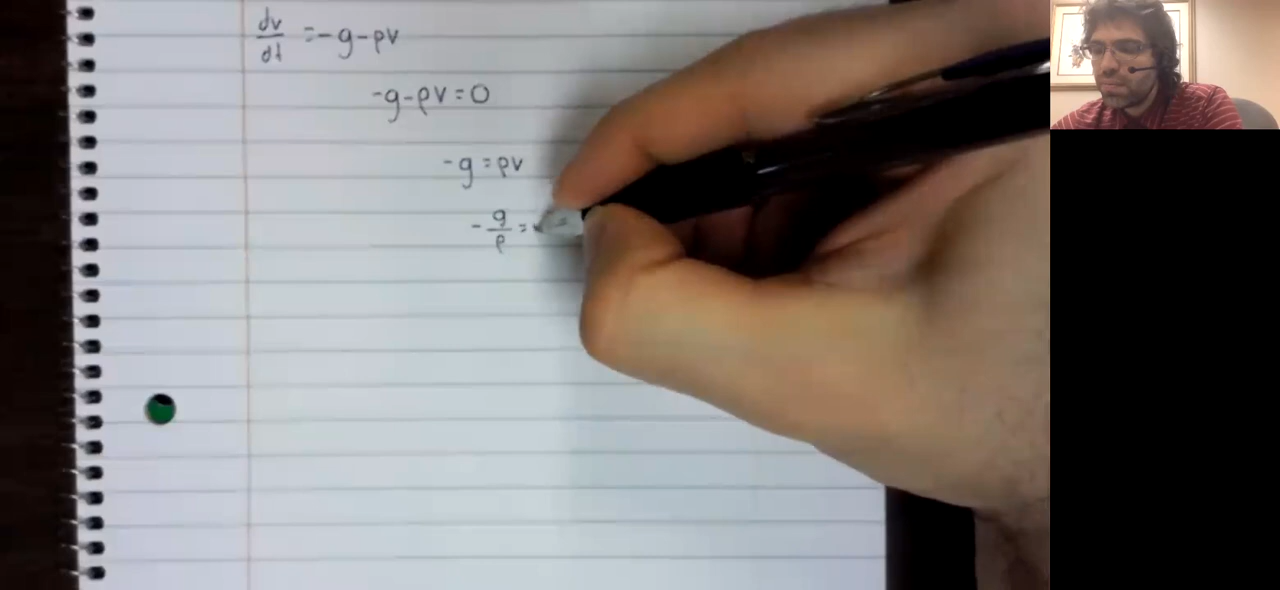 dv/dt = -g - ρv
-g - ρv = 0
-g = ρv
-g/ρ =